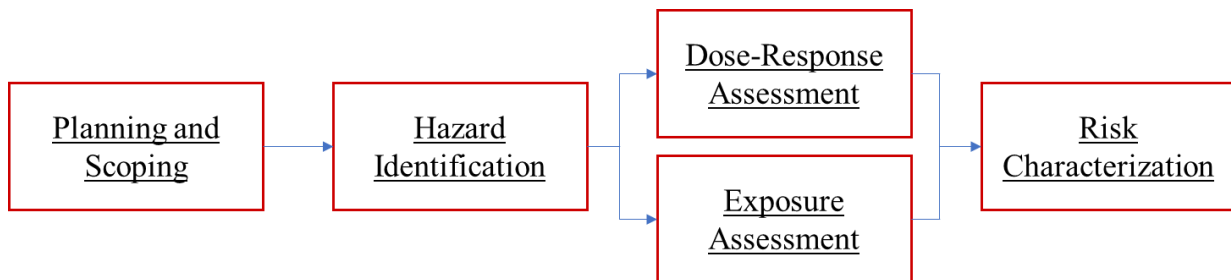 Planning and
Scoping
Hazard
Identification
Dose-Response
Assessment
Exposure
Assessment
Risk
Characterization